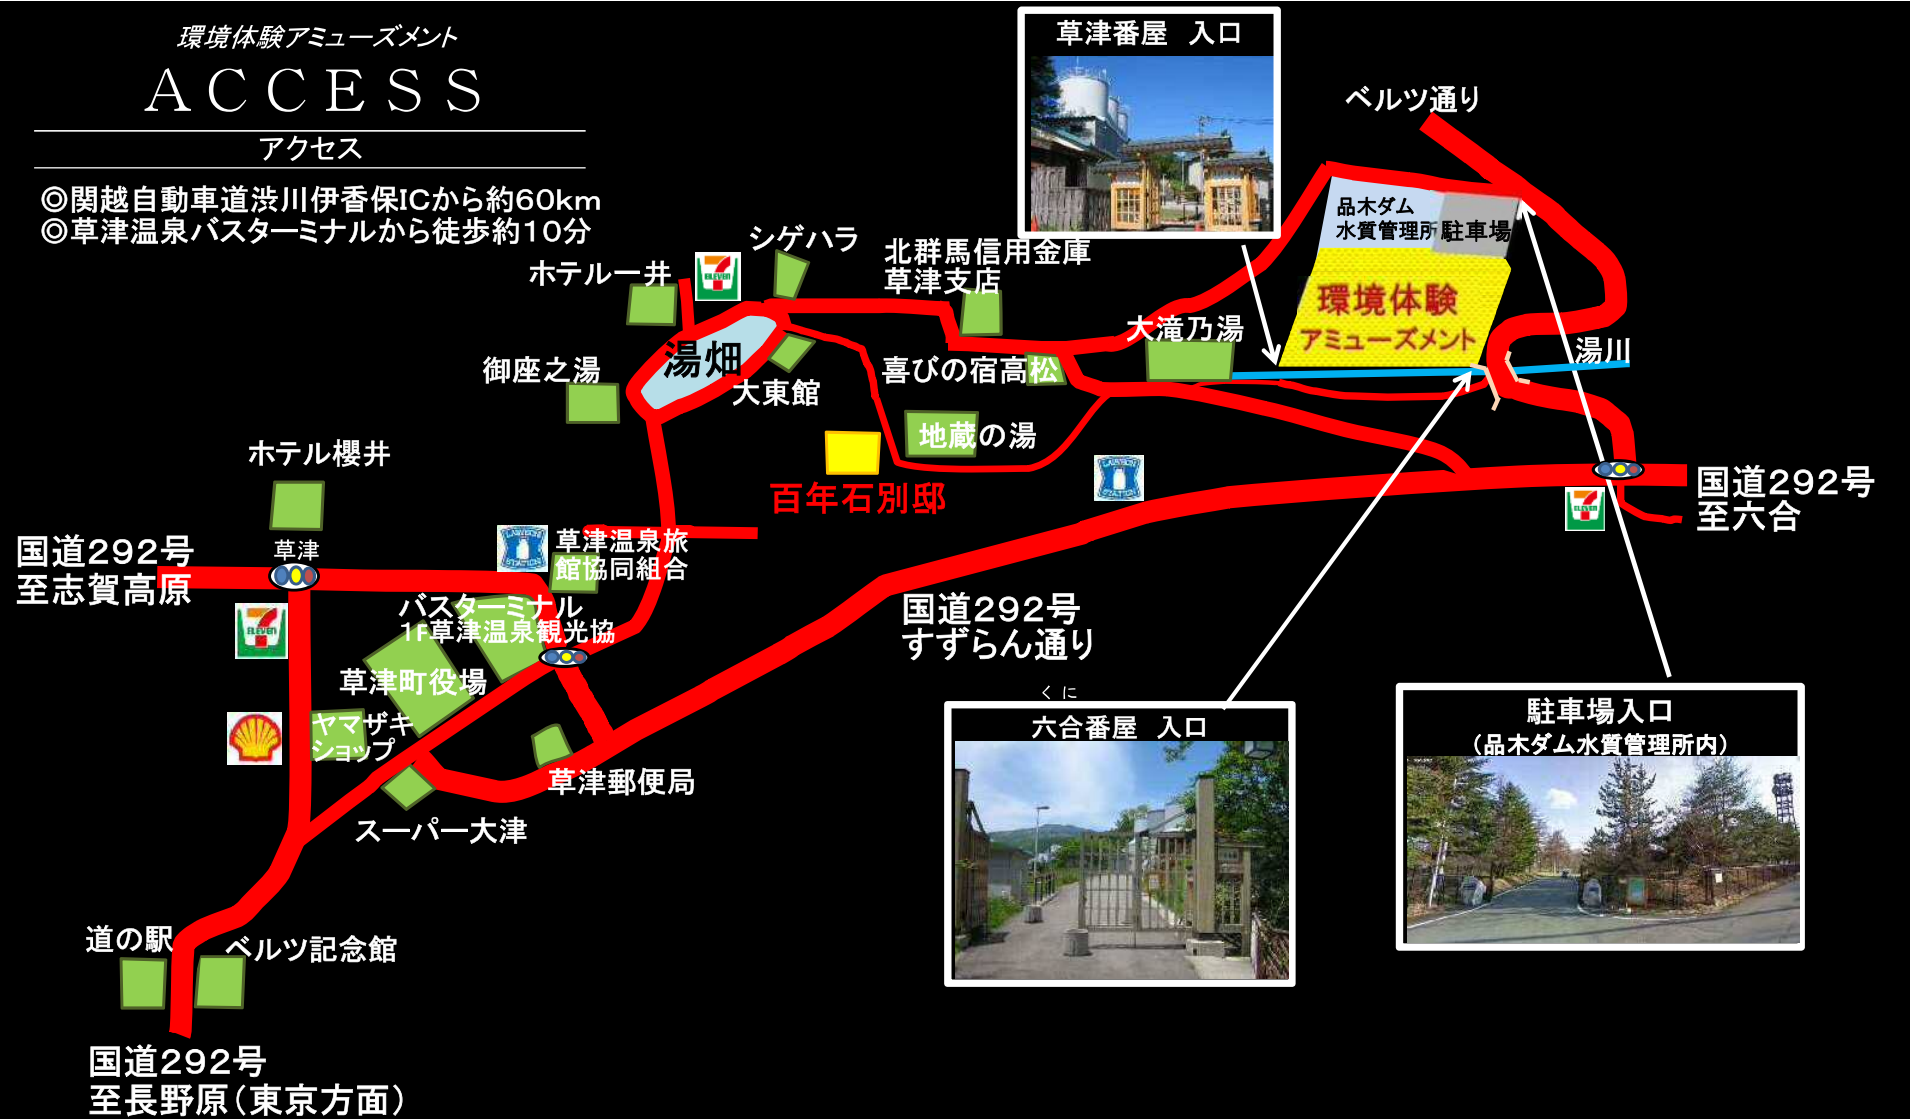 環境体験アミューズメント
ACCESS
アクセス
◎関越自動車道渋川伊香保ICから約60km
◎草津温泉バスターミナルから徒歩約10分
草津番屋　入口
ベルツ通り
品木ダム
水質管理所
駐車場
環境体験
アミューズメント
湯川
シゲハラ
ホテル一井
ELEVEN
北群馬信用金庫
草津支店
大滝乃湯
湯畑
御座之湯
大東館
喜びの宿高松
地蔵の湯
百年石別邸
ホテル櫻井
草津
国道292号
至志賀高原
LAWSON
STATION
草津温泉旅
館協同組合
LAWSON
STATION
国道292号
至六合
ELEVEN
ELEVEN
バスターミナル
1F草津温泉観光協
草津町役場
国道292号
すずらん通り
ヤマザキ
ショップ
草津郵便局
スーパー大津
道の駅
ベルツ記念館
国道292号
至長野原（東京方面）
くに
六合番屋　入口
駐車場入口
（品木ダム水質管理所内）